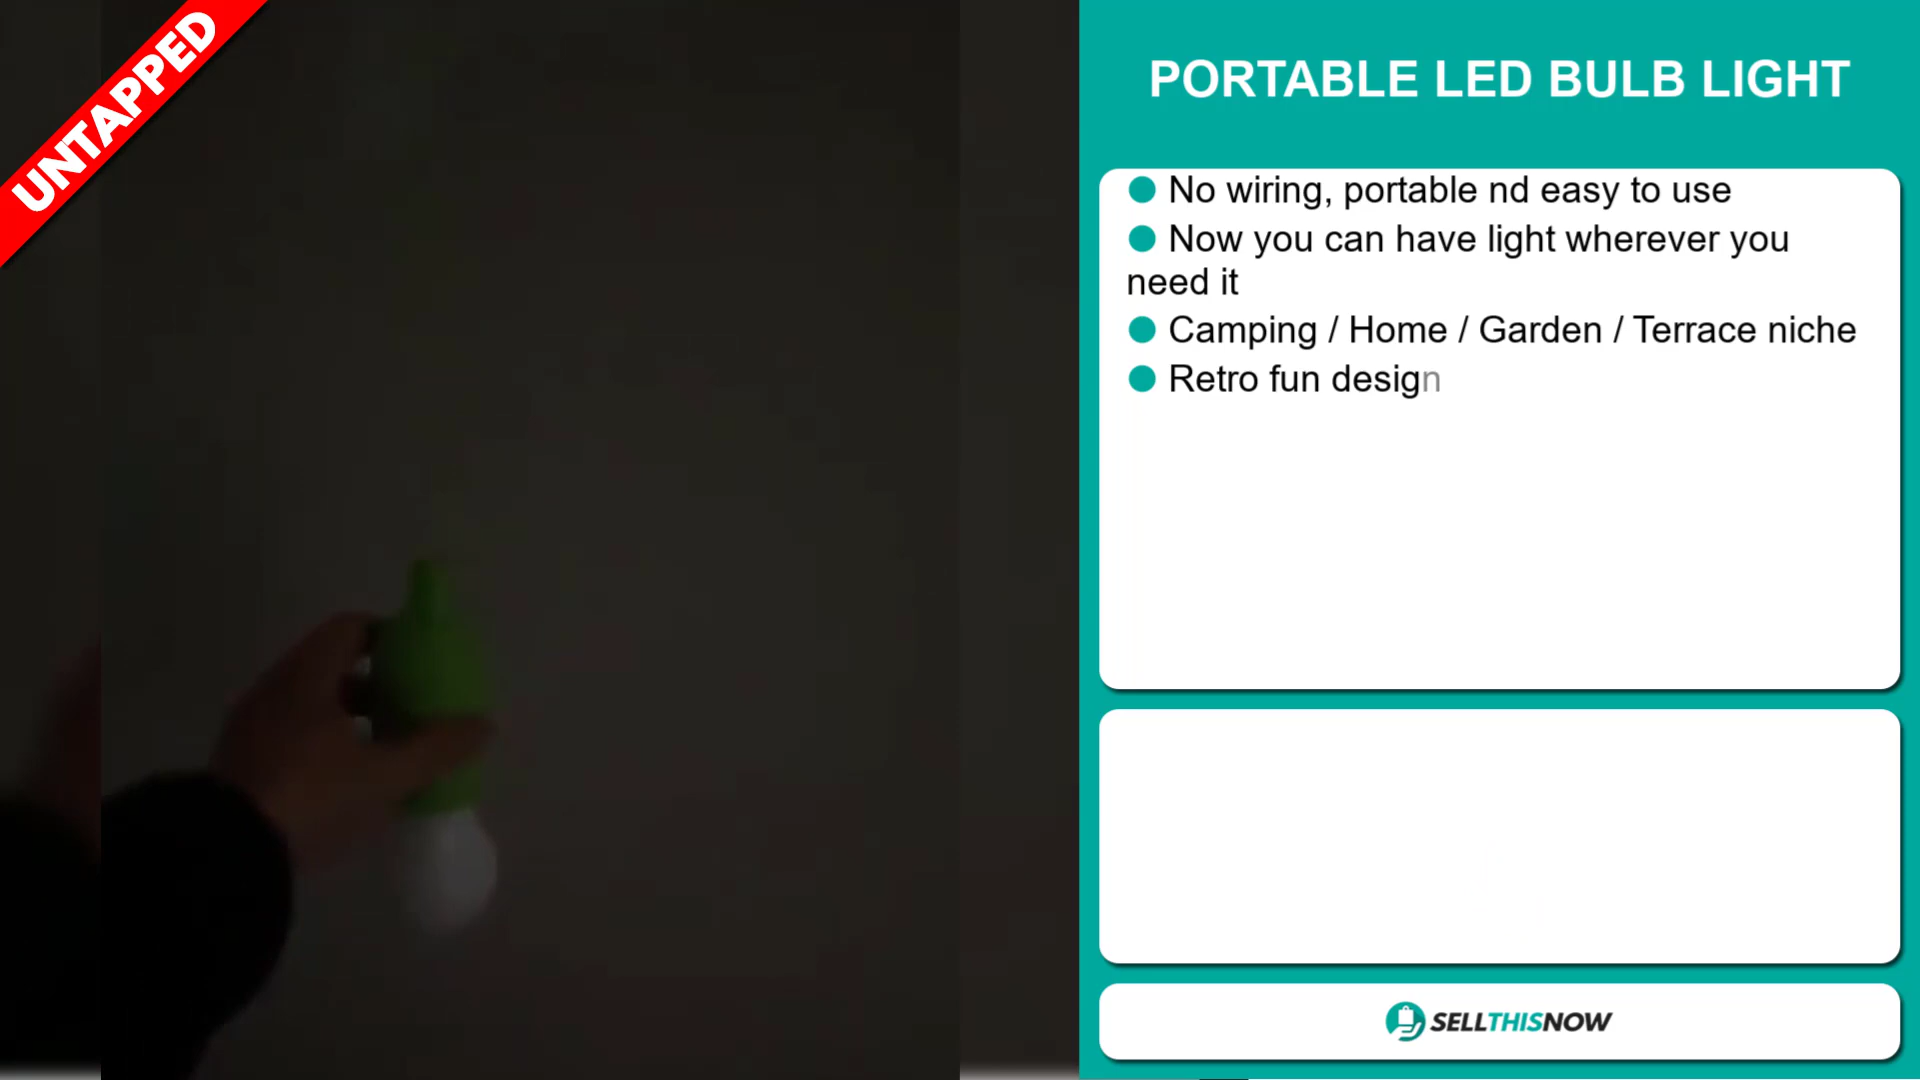 UNTAPPED
PORTABLE LED BULB LIGHT
No wiring, portable nd easy to use
Now you can have light wherever you
need it
Camping / Home / Garden / Terrace niche
Retro fun design
SELLTHISNOW